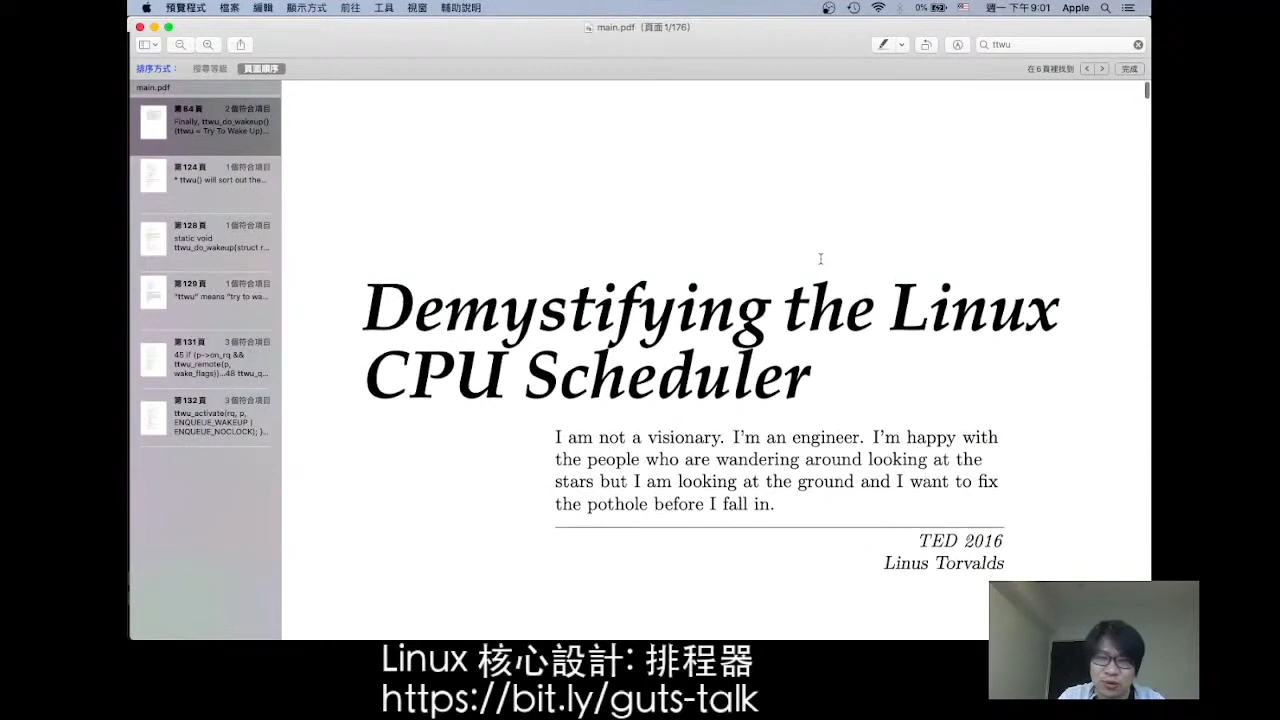 預覽程式 檔案 編輯 顯示方式 前往 工具 視窗 輔助說明 0% 週一 下午9:01 Apple
main.pdf（頁面 1/176）
ttwu
排序方式： 搜尋等級 頁面順序 在 6 頁裡找到 < > 完成
main.pdf
第 64 頁 2 個符合項目
Finally, ttwu_do_wakeup()
(ttwu = Try To Wake Up)...
第 124 頁 1 個符合項目
* ttwu() will sort out the...
第 128 頁 1 個符合項目
static void
ttwu_do_wakeup(struct r...
第 129 頁 1 個符合項目
"ttwu" means "try to wa...
第 131 頁 3 個符合項目
45 if (p->on_rq &&
ttwu_remote(p,
wake_flags))...48 ttwu_q...
第 132 頁 3 個符合項目
ttwu_activate(rq, p,
ENQUEUE_WAKEUP |
ENQUEUE_NOCLOCK); }...
Demystifying the Linux
CPU Scheduler
I am not a visionary. I'm an engineer. I'm happy with
the people who are wandering around looking at the
stars but I am looking at the ground and I want to fix
the pothole before I fall in.
TED 2016
Linus Torvalds
Linux 核心設計: 排程器
https://bit.ly/guts-talk